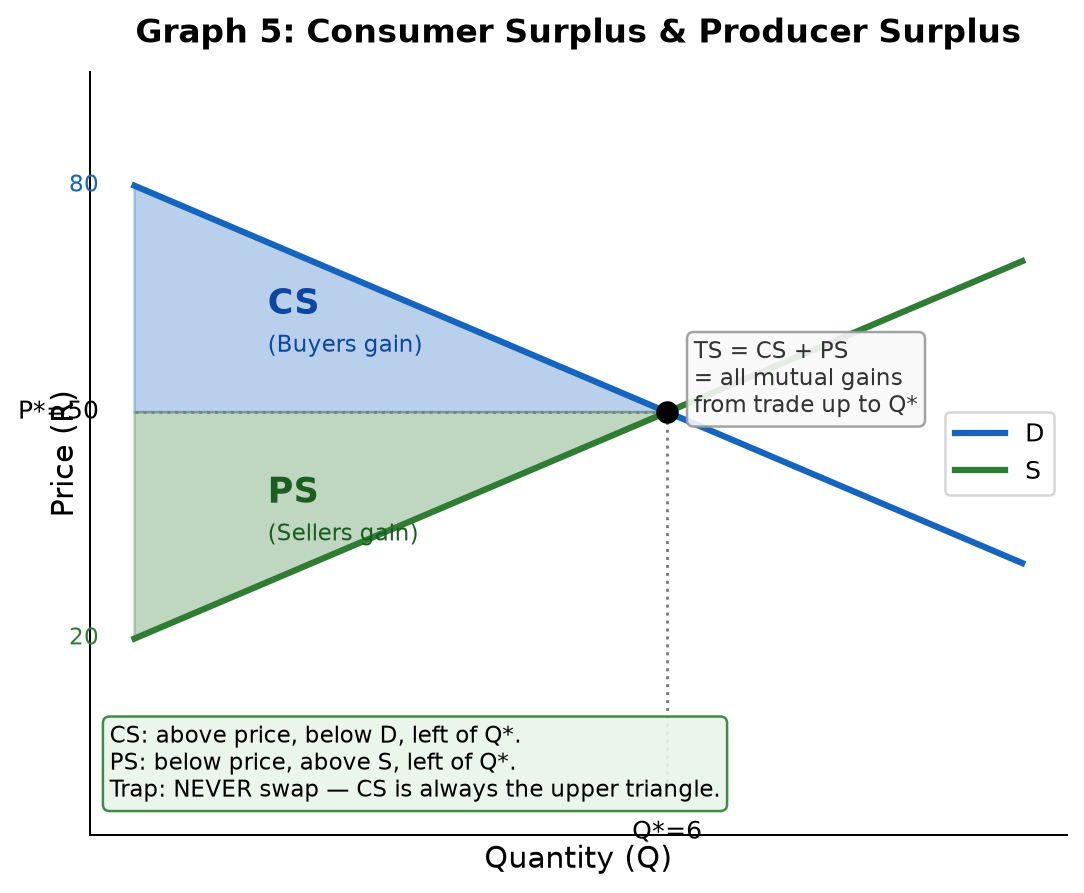 Graph 5: Consumer Surplus & Producer Surplus
80
CS
(Buyers gain)
TS = CS + PS
= all mutual gains
from trade up to Q*
P*=50
Price (P)
D
S
PS
(Sellers gain)
20
CS: above price, below D, left of Q*.
PS: below price, above S, left of Q*.
Trap: NEVER swap — CS is always the upper triangle.
Q*=6
Quantity (Q)